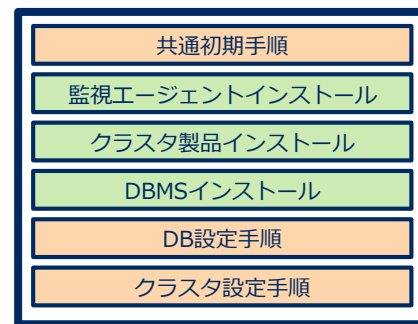 共通初期手順
監視エージェントインストール
クラスタ製品インストール
DBMSインストール
DB設定手順
クラスタ設定手順